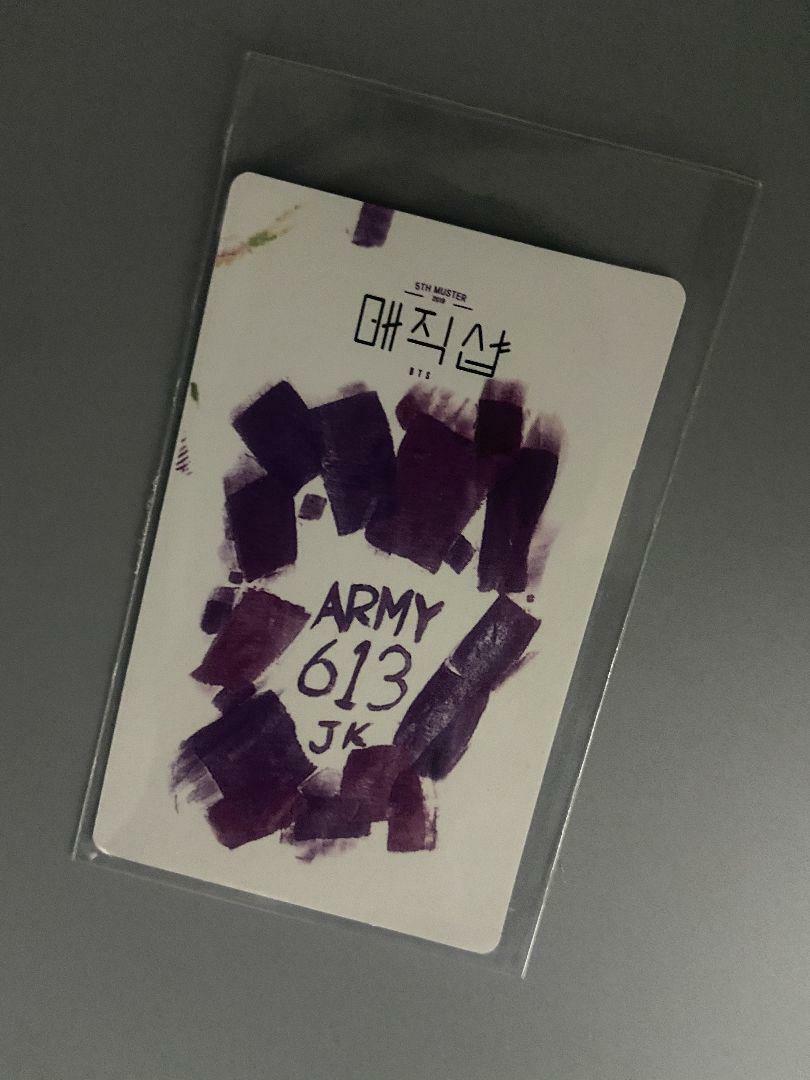 5TH MUSTER
2019
매직샵
BTS
ARMY
613
JK